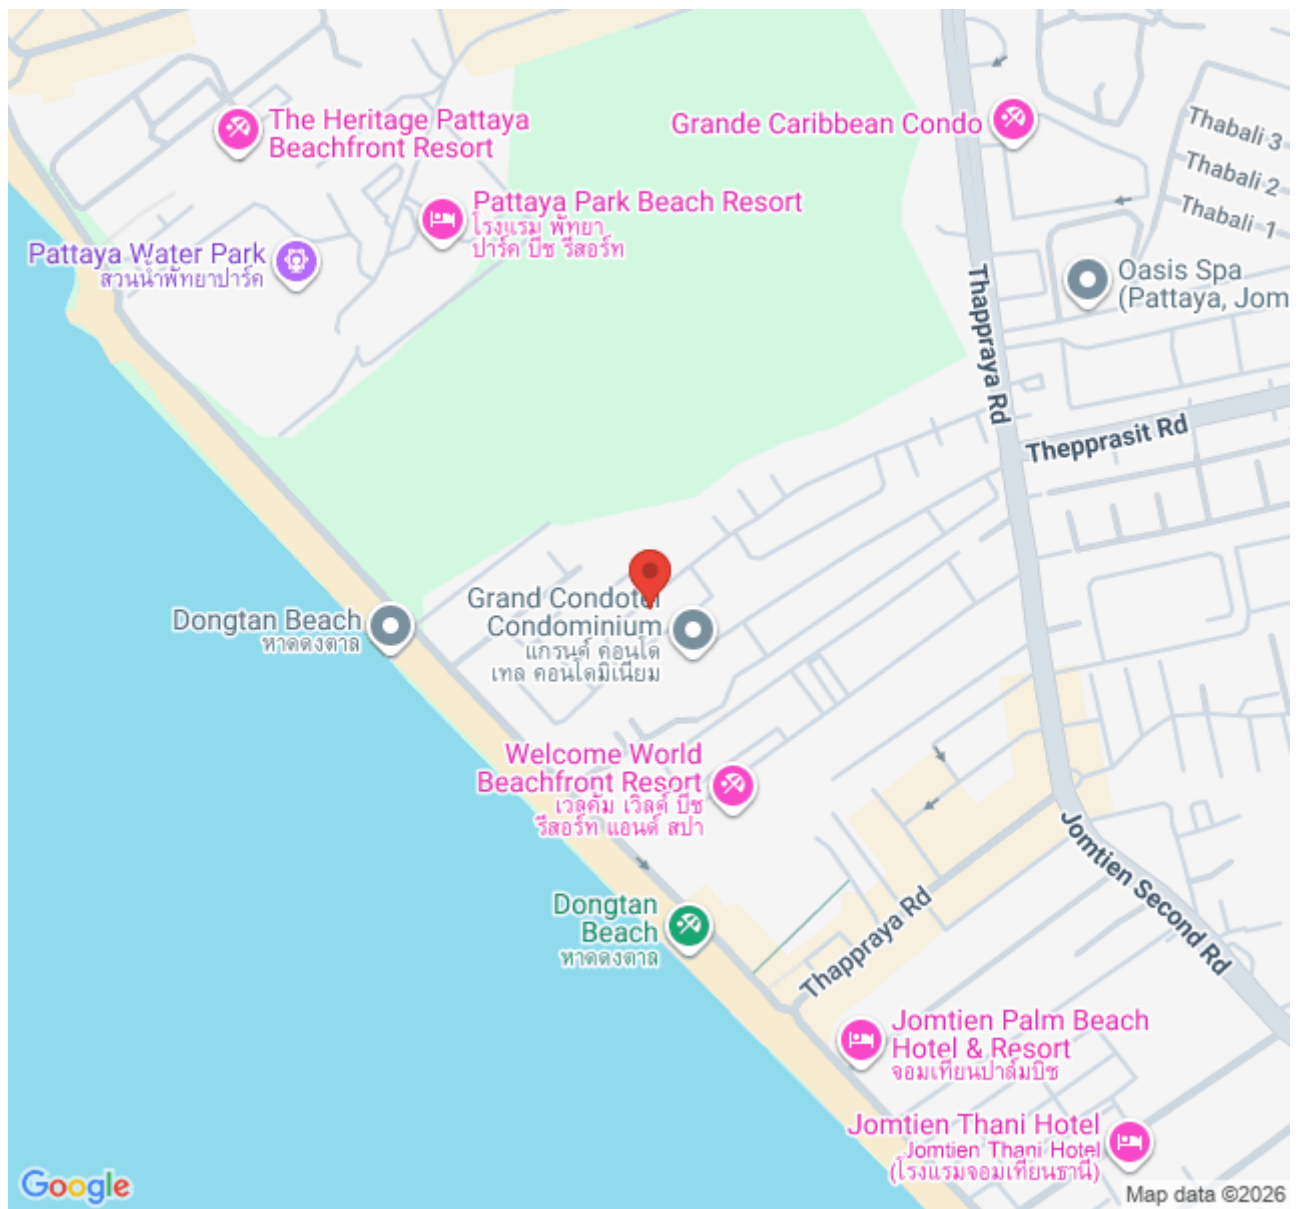 The Heritage Pattaya
Beachfront Resort
Grande Caribbean Condo
Thabali 3
Thabali 2
Thabali 1
Pattaya Park Beach Resort
โรงแรม พัทยา
ปาร์ค บีช รีสอร์ท
Pattaya Water Park
สวนน้ำพัทยาปาร์ค
Oasis Spa
(Pattaya, Jom
Thappraya Rd
Thepprasit Rd
Grand Condotel
Condominium
แกรนด์ คอนโด
เทล คอนโดมิเนียม
Dongtan Beach
หาดดงตาล
Welcome World
Beachfront Resort
เวลคัม เวิลด์ บีช
รีสอร์ท แอนด์ สปา
Jomtien Second Rd
Dongtan
Beach
หาดดงตาล
Thappraya Rd
Jomtien Palm Beach
Hotel & Resort
จอมเทียนปาล์มบีช
Jomtien Thani Hotel
Jomtien Thani Hotel
(โรงแรมจอมเทียนธานี)
Google
Map data ©2026